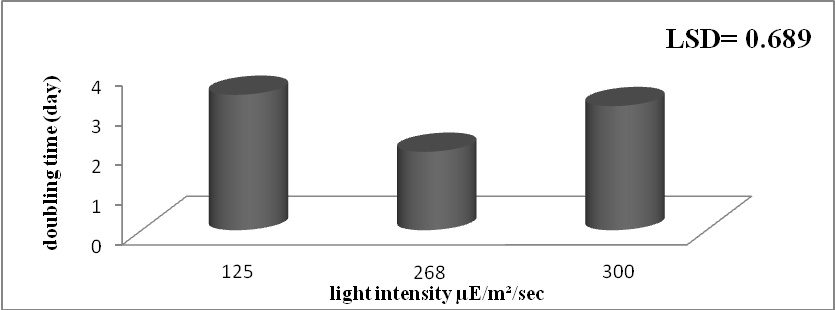 LSD= 0.689
doubling time (day)
4
3
2
1
0
125 268 300
light intensity µE/m²/sec